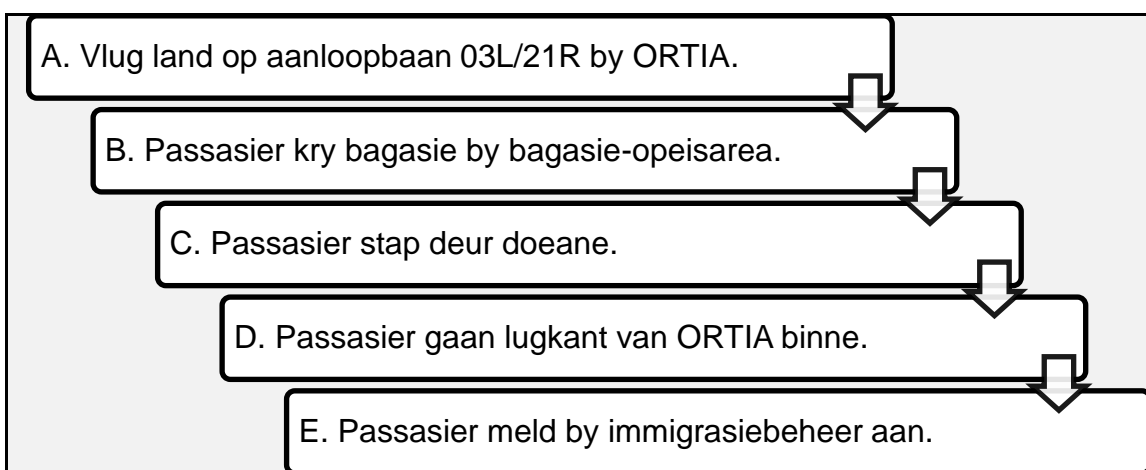 A. Vlug land op aanloopbaan 03L/21R by ORTIA.
B. Passasier kry bagasie by bagasie-opeisarea.
C. Passasier stap deur doeane.
D. Passasier gaan lugkant van ORTIA binne.
E. Passasier meld by immigrasiebeheer aan.